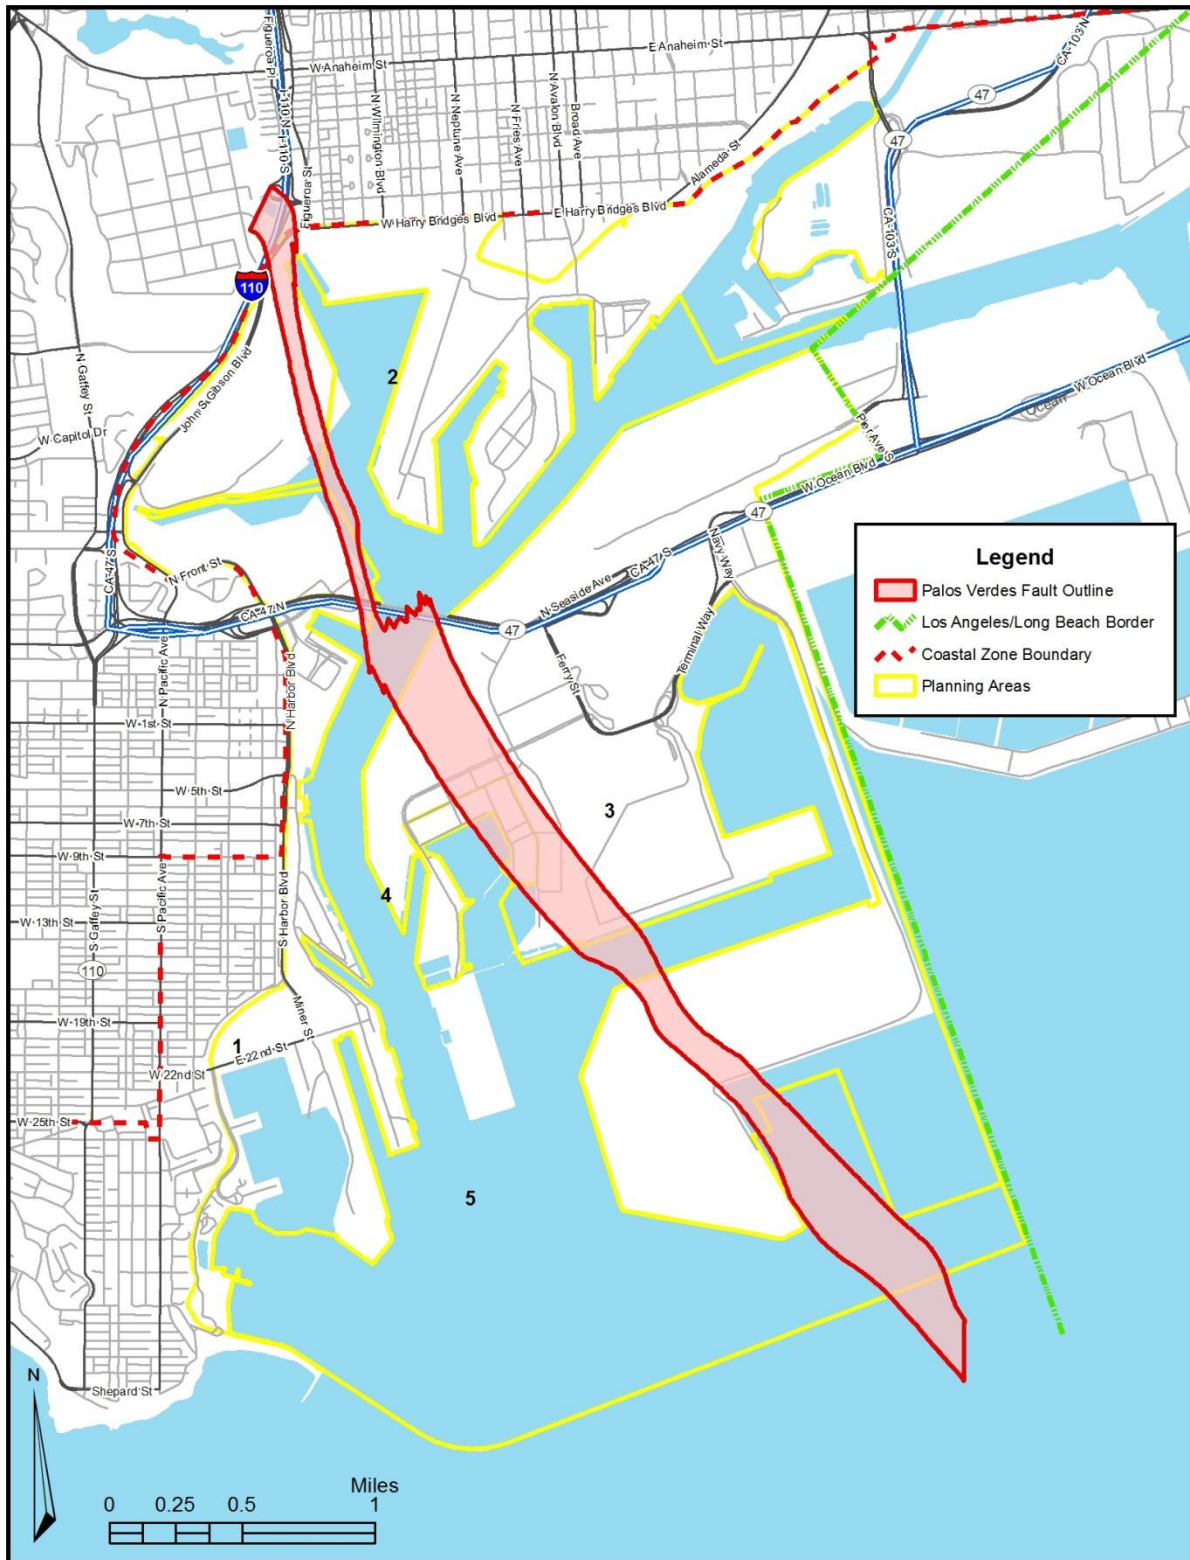 Figueroa Pl
I-110 N
I-110 S
Figueroa St
W Anaheim St
E Anaheim St
N Wilmington Blvd
N Neptune Ave
N Fries Ave
N Avalon Blvd
Broad Ave
Alameda St
CA-103 N
47
47
CA-103 S
W Harry Bridges Blvd
E Harry Bridges Blvd
110
John S Gibson Blvd
N Gaffey St
W Capitol Dr
2
W Ocean Blvd
Ocean
Pier Ave S
W Ocean Blvd
47
Navy Way
CA-47 S
N Seaside Ave
47
CA-47 S
N Front St
CA-47 N
Ferry St
Terminal Way
Legend
Palos Verdes Fault Outline
Los Angeles/Long Beach Border
Coastal Zone Boundary
Planning Areas
N Pacific Ave
N Harbor Blvd
W 1st St
W 5th St
W 7th St
W 9th St
3
4
S Pacific Ave
S Harbor Blvd
W 13th St
S Gaffey St
110
W 19th St
Miner St
1
E 22nd St
W 22nd St
W 25th St
5
Shepard St
N
Miles
0 0.25 0.5 1